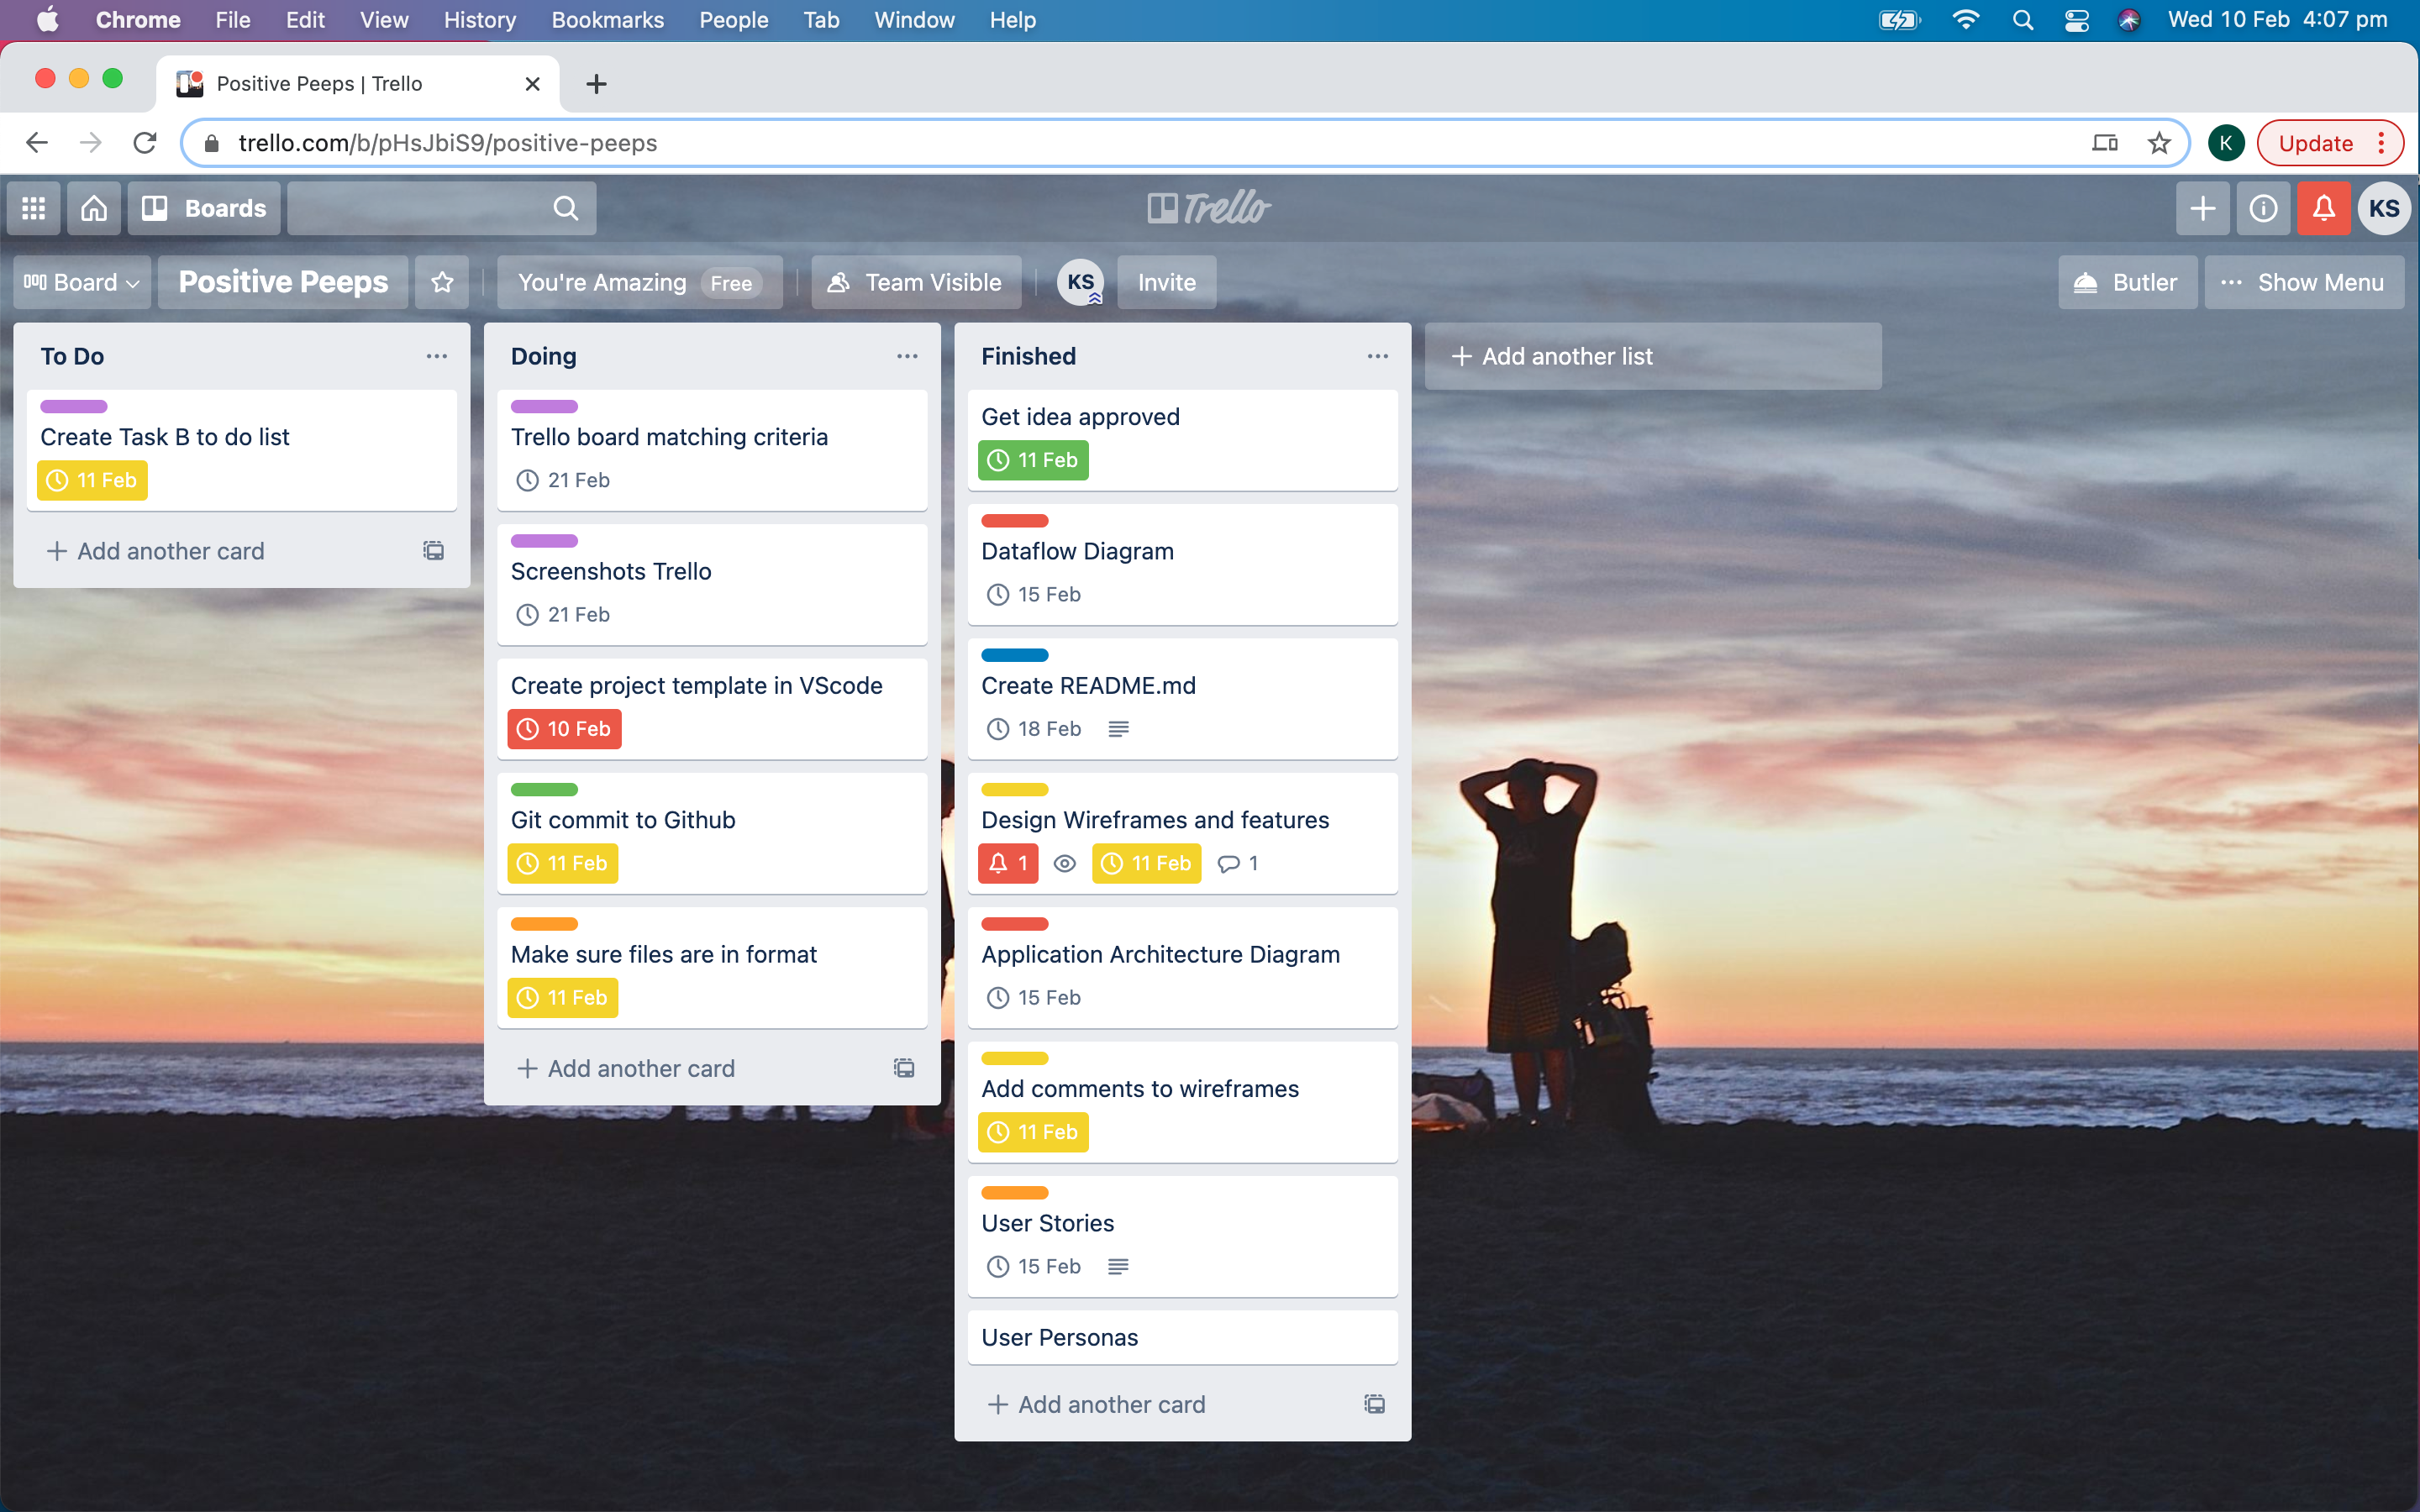 Chrome File Edit View History Bookmarks People Tab Window Help Wed 10 Feb 4:07 pm
Positive Peeps | Trello
trello.com/b/pHsJbiS9/positive-peeps K Update
Boards Trello KS
Board Positive Peeps You're Amazing Free Team Visible KS Invite Butler Show Menu
To Do
Create Task B to do list
11 Feb
Add another card
Doing
Trello board matching criteria
21 Feb
Screenshots Trello
21 Feb
Create project template in VScode
10 Feb
Git commit to Github
11 Feb
Make sure files are in format
11 Feb
Add another card
Finished
Get idea approved
11 Feb
Dataflow Diagram
15 Feb
Create README.md
18 Feb
Design Wireframes and features
1 11 Feb 1
Application Architecture Diagram
15 Feb
Add comments to wireframes
11 Feb
User Stories
15 Feb
User Personas
Add another card
Add another list